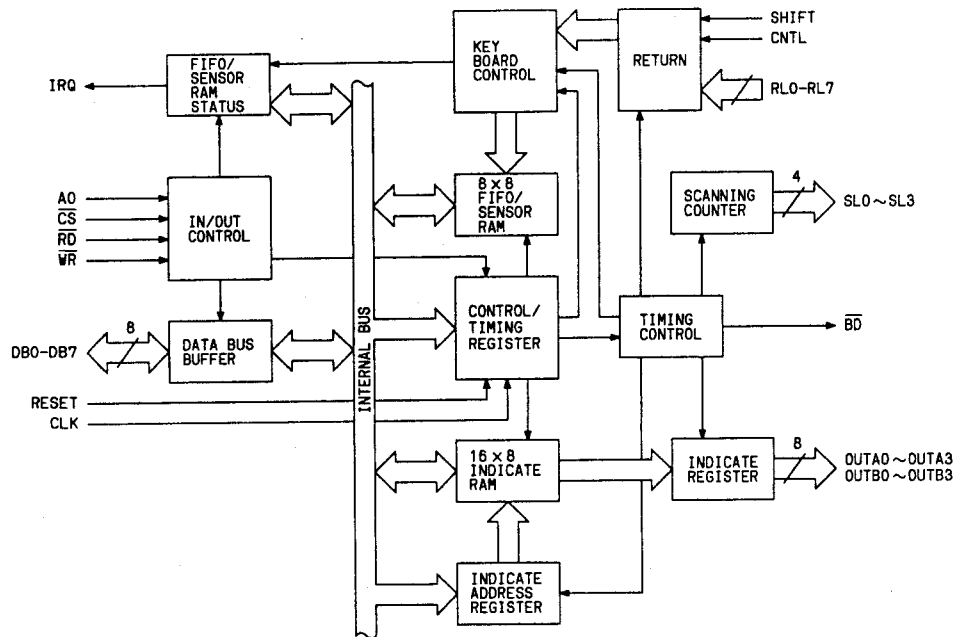 SHIFT
CNTL
RL0-RL7
RETURN
KEY
BOARD
CONTROL
FIFO/
SENSOR
RAM
STATUS
IRQ
8×8
FIFO/
SENSOR
RAM
SCANNING
COUNTER
4
SL0~SL3
A0
CS
RD
WR
IN/OUT
CONTROL
CONTROL/
TIMING
REGISTER
TIMING
CONTROL
BD
8
DB0-DB7
DATA BUS
BUFFER
INTERNAL BUS
RESET
CLK
16×8
INDICATE
RAM
INDICATE
REGISTER
8
OUTA0~OUTA3
OUTB0~OUTB3
INDICATE
ADDRESS
REGISTER